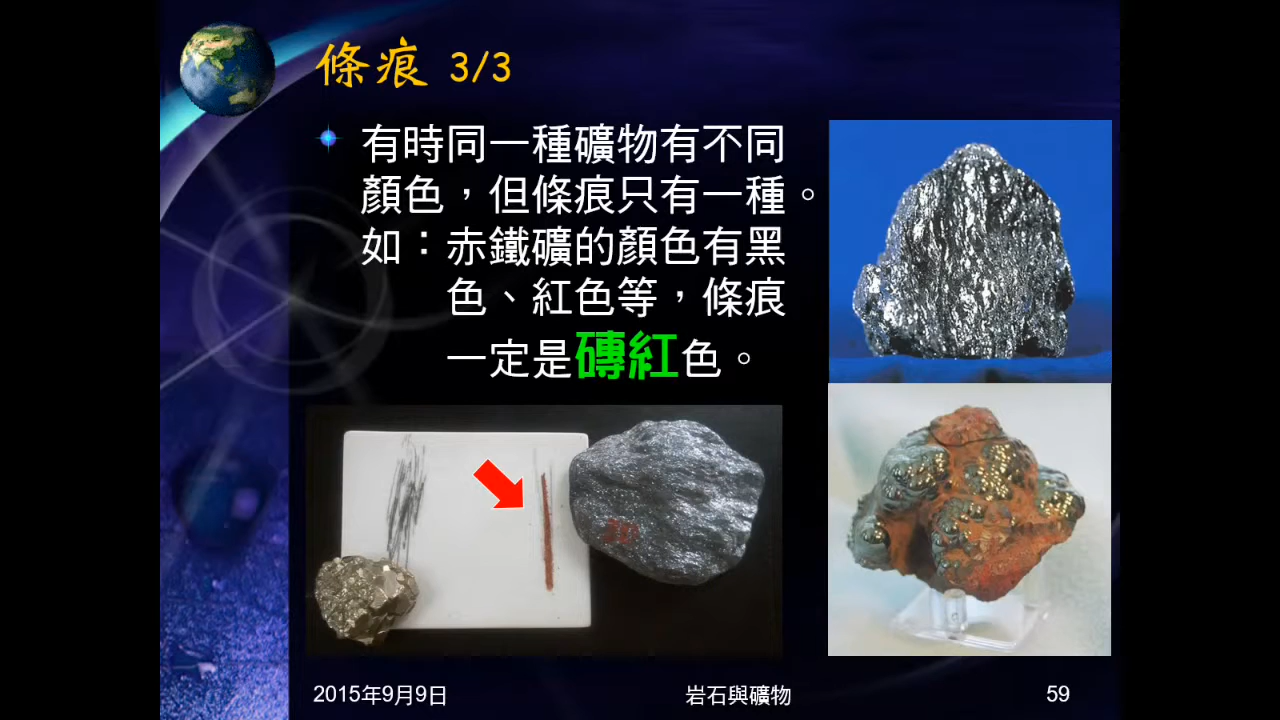 條痕 3/3
有時同一種礦物有不同
顏色，但條痕只有一種。
如：赤鐵礦的顏色有黑
色、紅色等，條痕
一定是磚紅色。
30
2015年9月9日
岩石與礦物
59